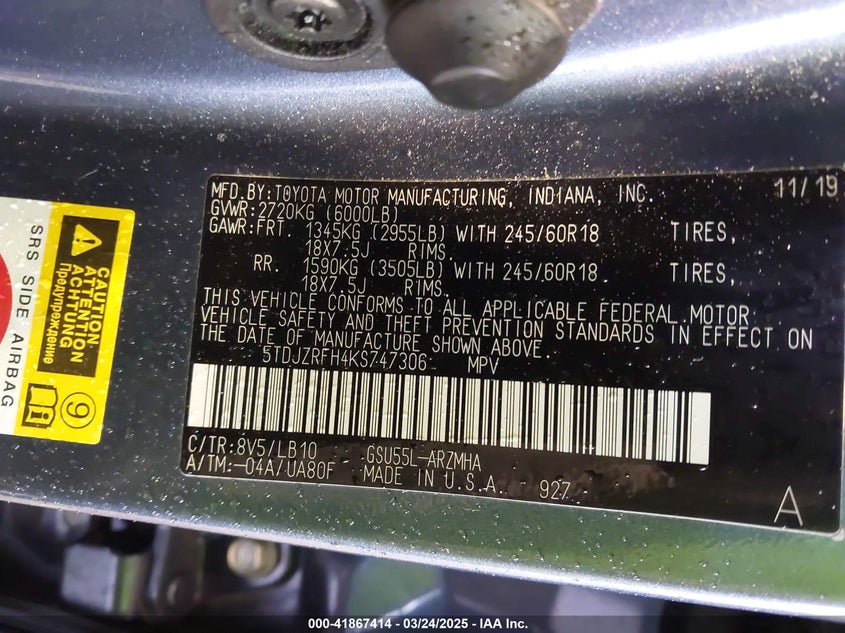 MFD.BY:TOYOTA MOTOR MANUFACTURING, INDIANA, INC. 11/19
GVWR:2720KG (6000LB)
GAWR:FRT. 1345KG (2955LB) WITH 245/60R18 TIRES,
18X7.5J RIMS.
RR. 1590KG (3505LB) WITH 245/60R18 TIRES,
18X7.5J RIMS.
THIS VEHICLE CONFORMS TO ALL APPLICABLE FEDERAL MOTOR
VEHICLE SAFETY AND THEFT PREVENTION STANDARDS IN EFFECT ON
THE DATE OF MANUFACTURE SHOWN ABOVE.
5TDJZRFH4KS747306 MPV
C/TR:8V5/LB10 GSU55L-ARZMHA
A/TM:-04A/UA80F MADE IN U.S.A. 927
A
CAUTION
ATTENTION
ACHTUNG
Предупреждение
SRS SIDE AIRBAG
9
000-41867414 - 03/24/2025 - IAA Inc.